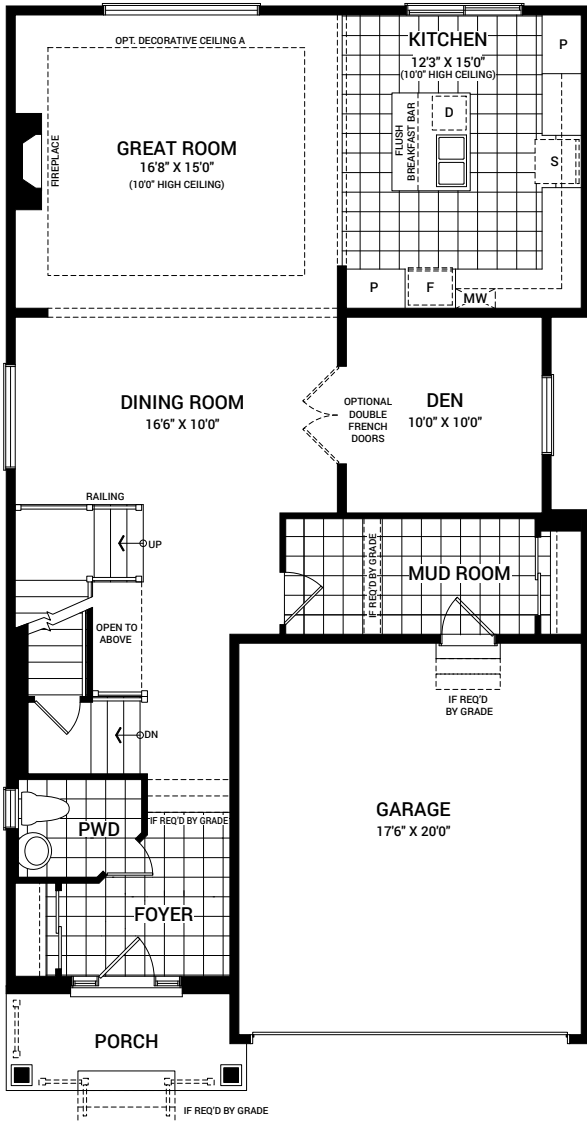 OPT. DECORATIVE CEILING A
KITCHEN
12'3" X 15'0"
(10'0" HIGH CEILING)
P
D
FLUSH
BREAKFAST BAR
S
FIREPLACE
GREAT ROOM
16'8" X 15'0"
(10'0" HIGH CEILING)
P
F
MW
DINING ROOM
16'6" X 10'0"
OPTIONAL
DOUBLE
FRENCH
DOORS
DEN
10'0" X 10'0"
RAILING
UP
OPEN TO
ABOVE
IF REQ'D BY GRADE
MUD ROOM
IF REQ'D
BY GRADE
DN
PWD
IF REQ'D BY GRADE
GARAGE
17'6" X 20'0"
FOYER
PORCH
IF REQ'D BY GRADE